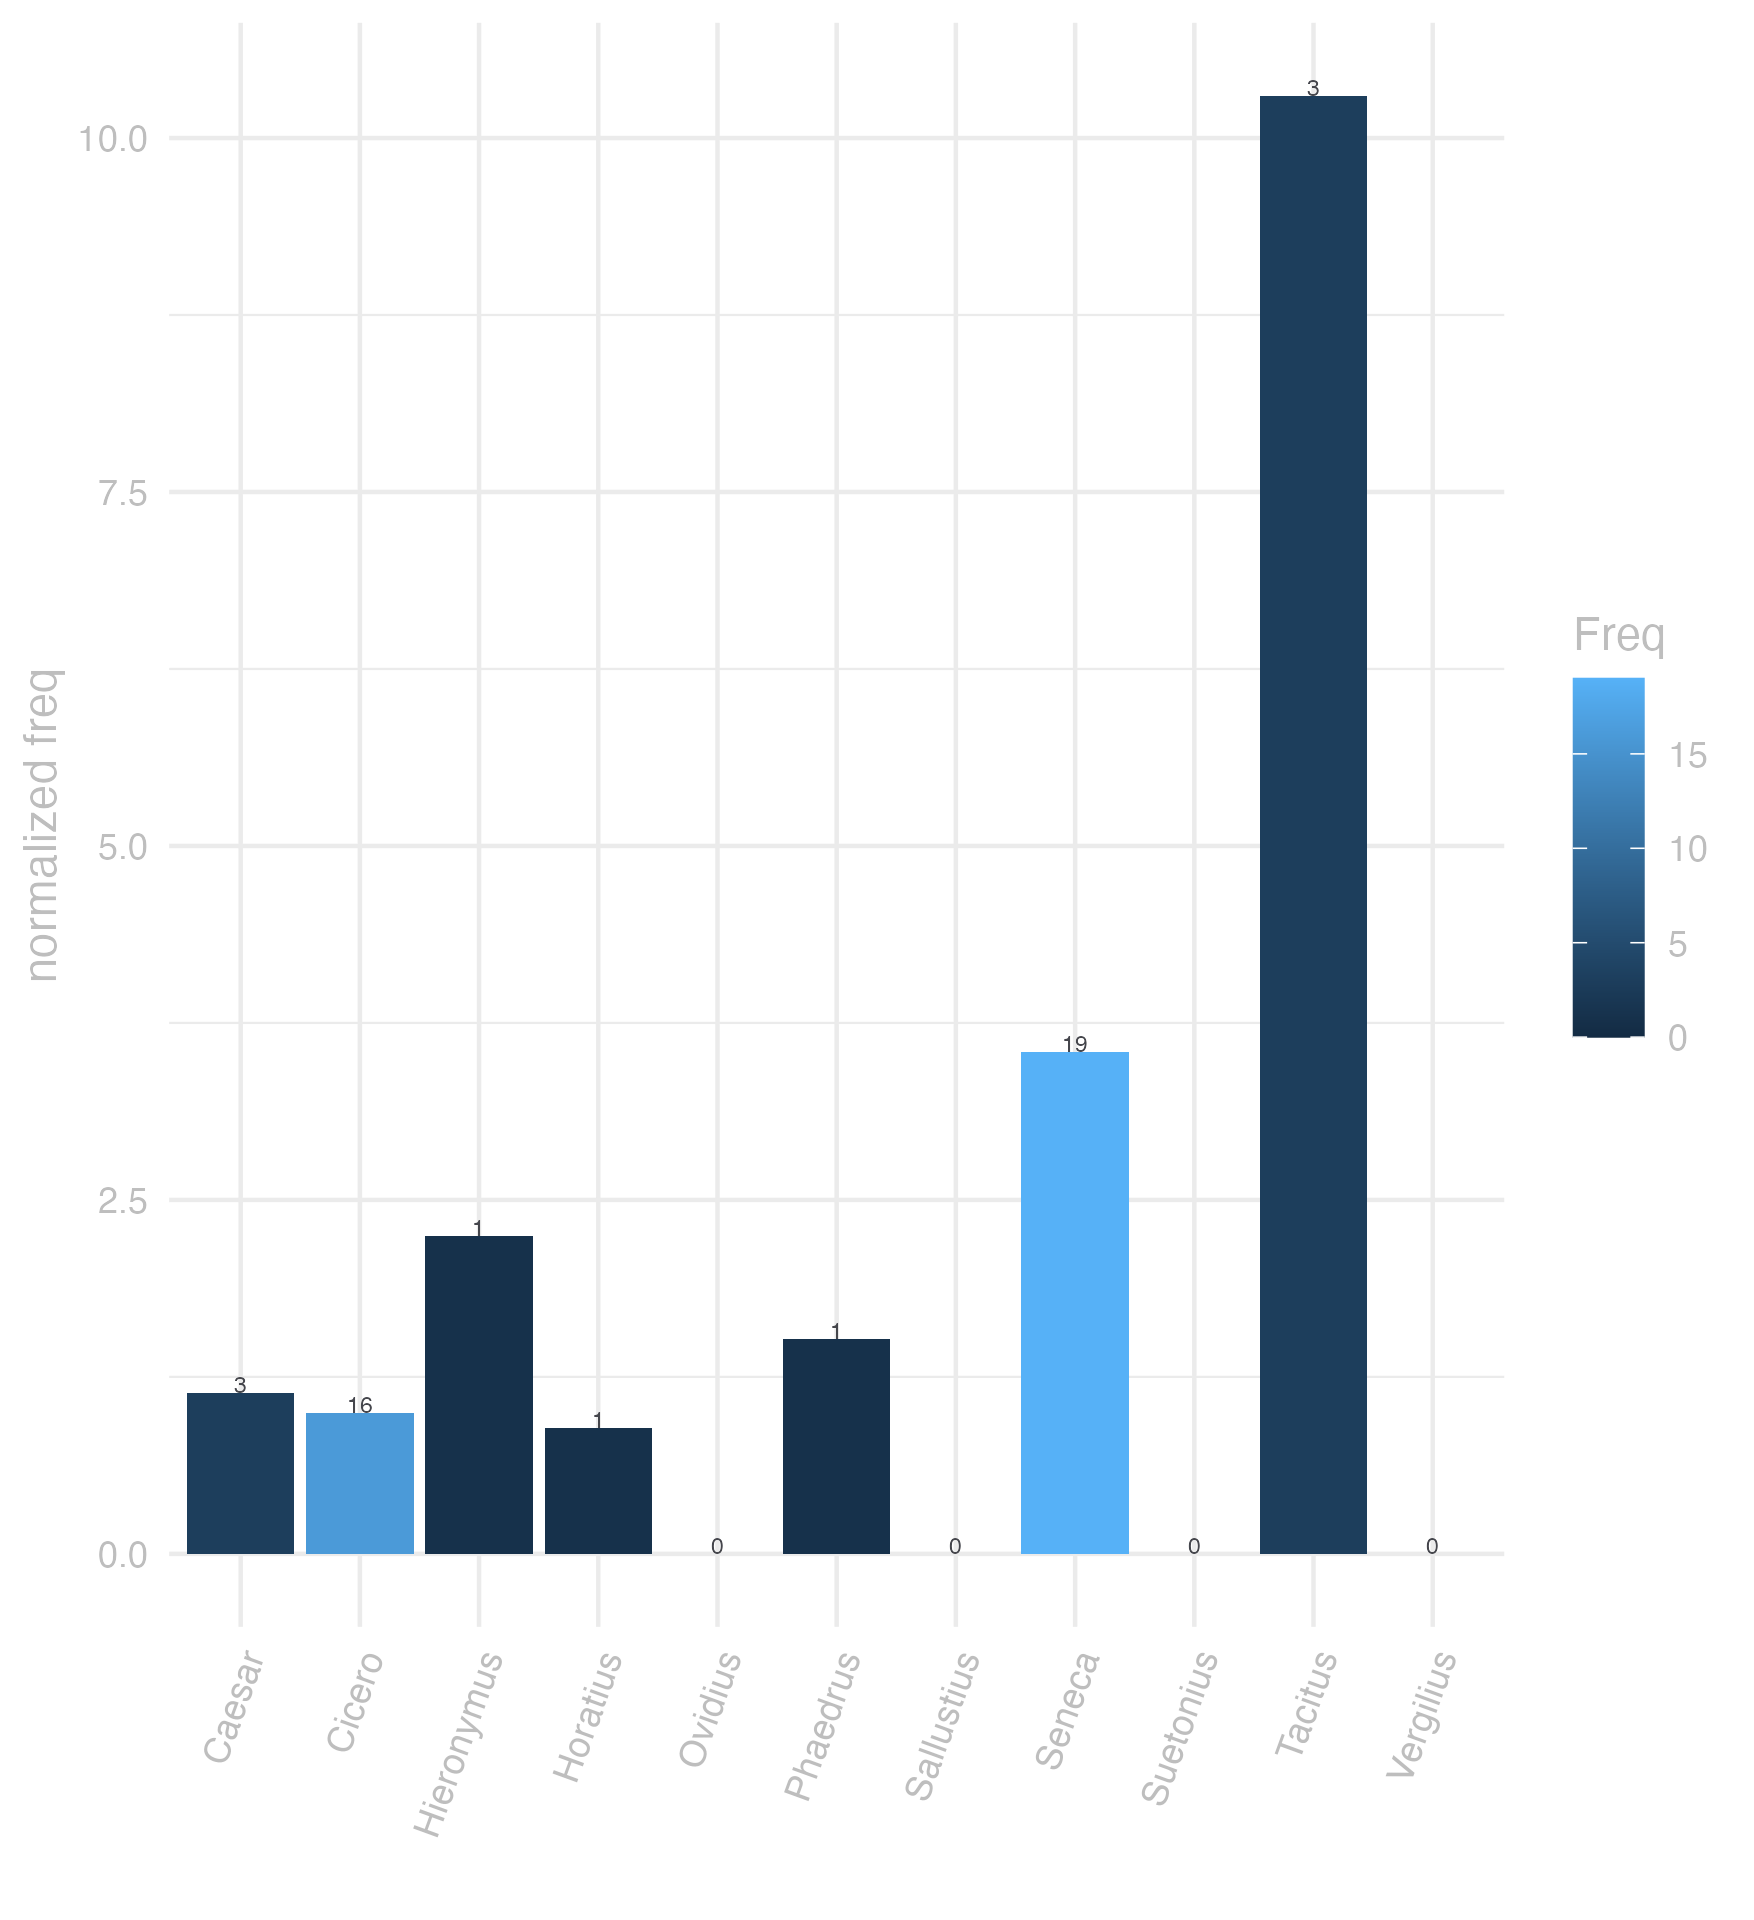 normalized freq
10.0
7.5
5.0
2.5
0.0
3
16
1
1
0
1
0
19
0
3
0
Caesar
Cicero
Hieronymus
Horatius
Ovidius
Phaedrus
Sallustius
Seneca
Suetonius
Tacitus
Vergilius
Freq
15
10
5
0